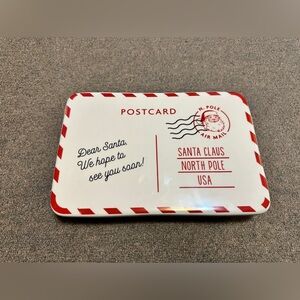 POSTCARD
N. POLE
AIR MAIL
Dear Santa,
We hope to
see you soon!
SANTA CLAUS
NORTH POLE
USA